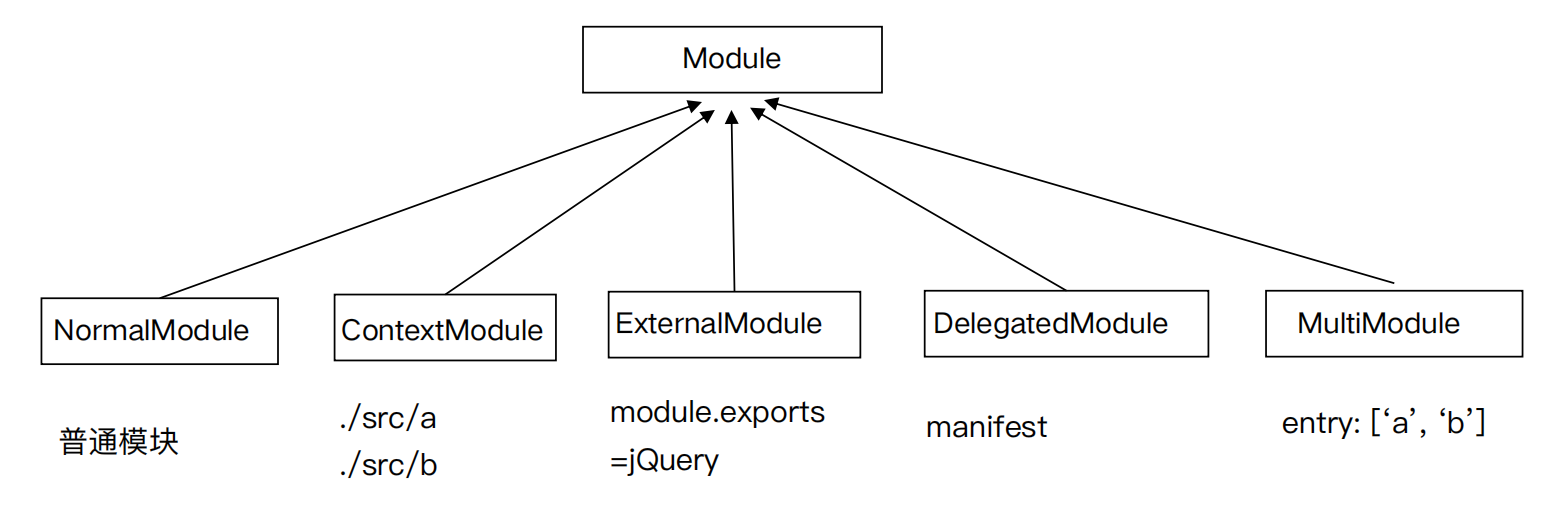 Module
NormalModule
ContextModule
ExternalModule
DelegatedModule
MultiModule
普通模块
./src/a
./src/b
module.exports
=jQuery
manifest
entry: [‘a’, ‘b’]